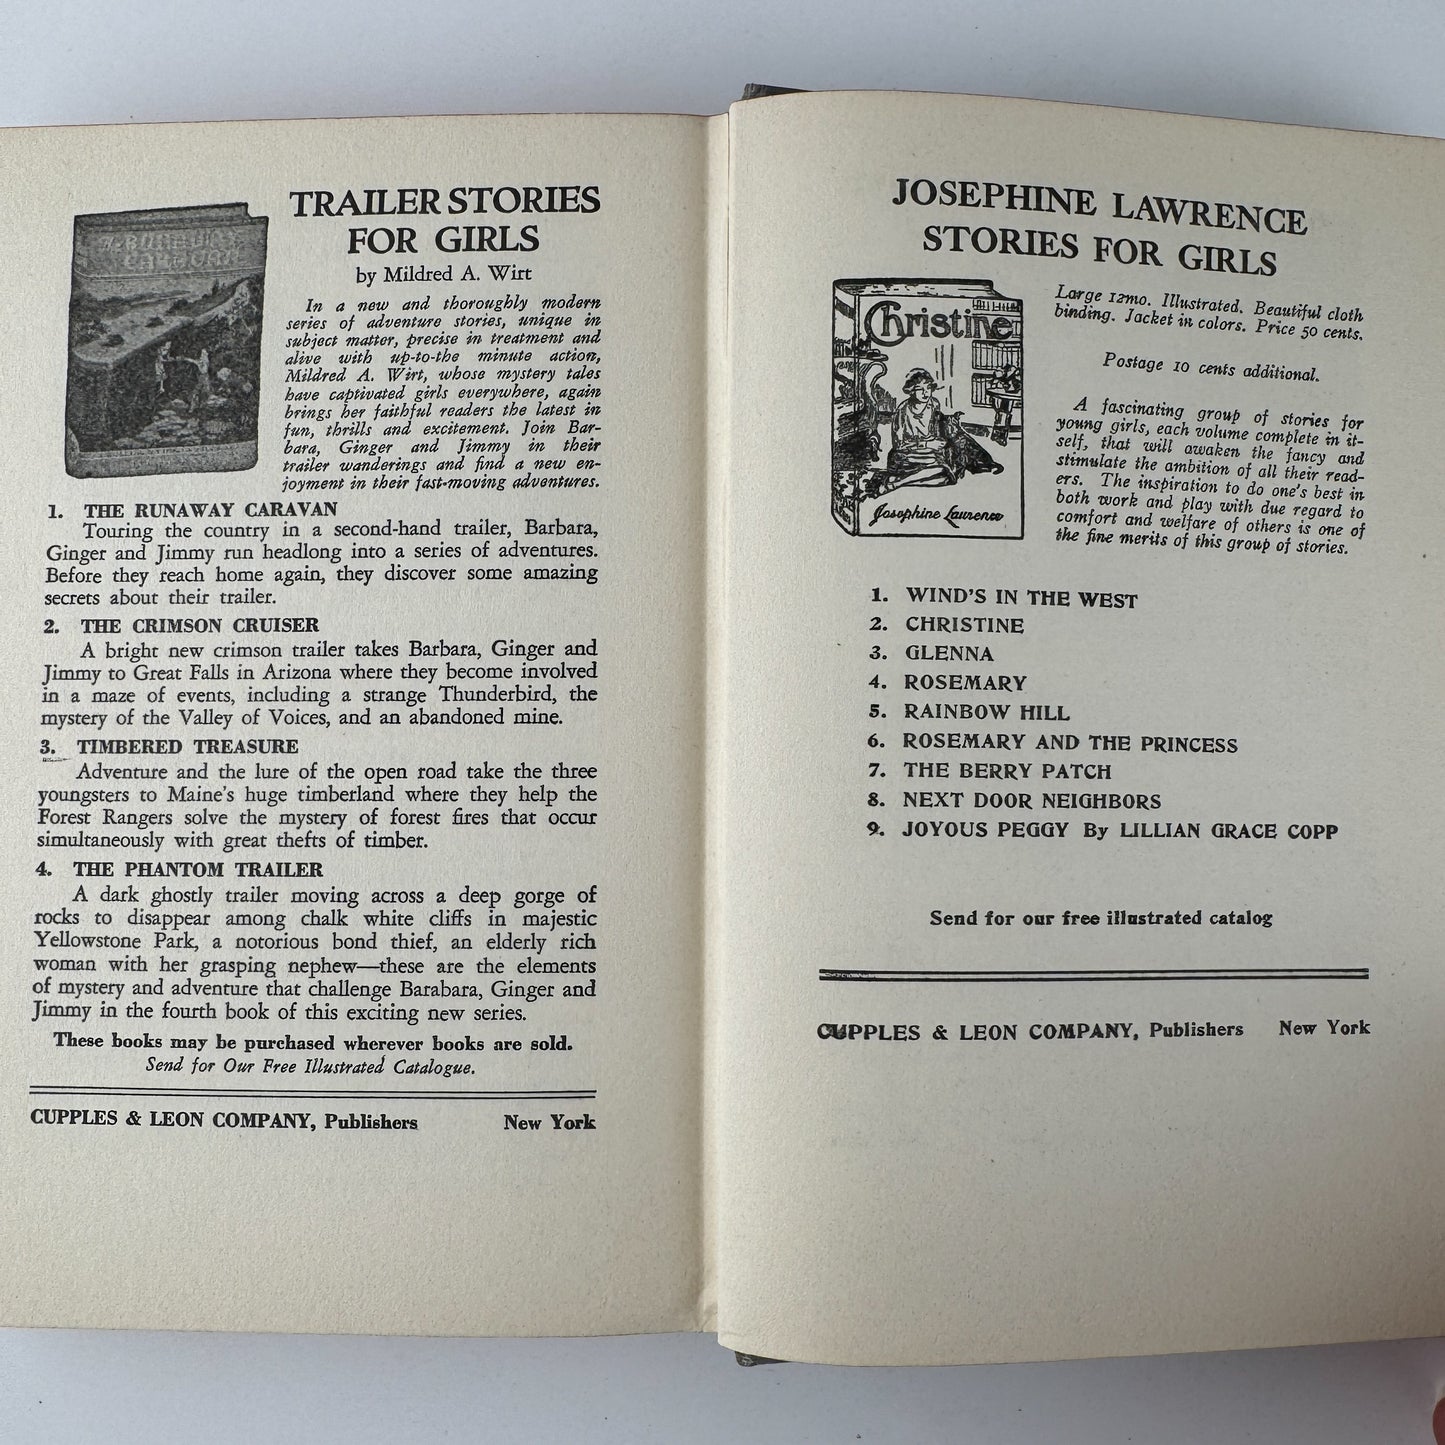 TRAILER STORIES
FOR GIRLS
by Mildred A. Wirt
In a new and thoroughly modern
series of adventure stories, unique in
subject matter, precise in treatment and
alive with up-to-the minute action,
Mildred A. Wirt, whose mystery tales
have captivated girls everywhere, again
brings her faithful readers the latest in
fun, thrills and excitement. Join Bar-
bara, Ginger and Jimmy in their
trailer wanderings and find a new en-
joyment in their fast-moving adventures.
1. THE RUNAWAY CARAVAN
Touring the country in a second-hand trailer, Barbara,
Ginger and Jimmy run headlong into a series of adventures.
Before they reach home again, they discover some amazing
secrets about their trailer.
2. THE CRIMSON CRUISER
A bright new crimson trailer takes Barbara, Ginger and
Jimmy to Great Falls in Arizona where they become involved
in a maze of events, including a strange Thunderbird, the
mystery of the Valley of Voices, and an abandoned mine.
3. TIMBERED TREASURE
Adventure and the lure of the open road take the three
youngsters to Maine's huge timberland where they help the
Forest Rangers solve the mystery of forest fires that occur
simultaneously with great thefts of timber.
4. THE PHANTOM TRAILER
A dark ghostly trailer moving across a deep gorge of
rocks to disappear among chalk white cliffs in majestic
Yellowstone Park, a notorious bond thief, an elderly rich
woman with her grasping nephew—these are the elements
of mystery and adventure that challenge Barabara, Ginger and
Jimmy in the fourth book of this exciting new series.
These books may be purchased wherever books are sold.
Send for Our Free Illustrated Catalogue.
CUPPLES & LEON COMPANY, Publishers New York
JOSEPHINE LAWRENCE
STORIES FOR GIRLS
Christine
Josephine Lawrence
Large 12mo. Illustrated. Beautiful cloth
binding. Jacket in colors. Price 50 cents.
Postage 10 cents additional.
A fascinating group of stories for
young girls, each volume complete in it-
self, that will awaken the fancy and
stimulate the ambition of all their read-
ers. The inspiration to do one's best in
both work and play with due regard to
comfort and welfare of others is one of
the fine merits of this group of stories.
1. WIND'S IN THE WEST
2. CHRISTINE
3. GLENNA
4. ROSEMARY
5. RAINBOW HILL
6. ROSEMARY AND THE PRINCESS
7. THE BERRY PATCH
8. NEXT DOOR NEIGHBORS
9. JOYOUS PEGGY By LILLIAN GRACE COPP
Send for our free illustrated catalog
CUPPLES & LEON COMPANY, Publishers New York